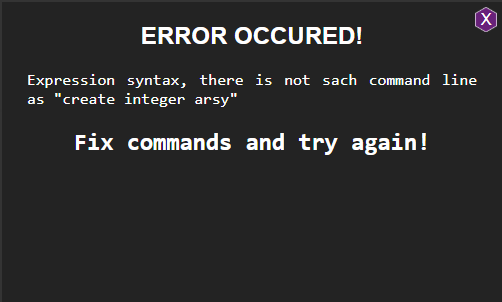 X
ERROR OCCURED!
Expression syntax, there is not sach command line
as "create integer arsy"
Fix commands and try again!